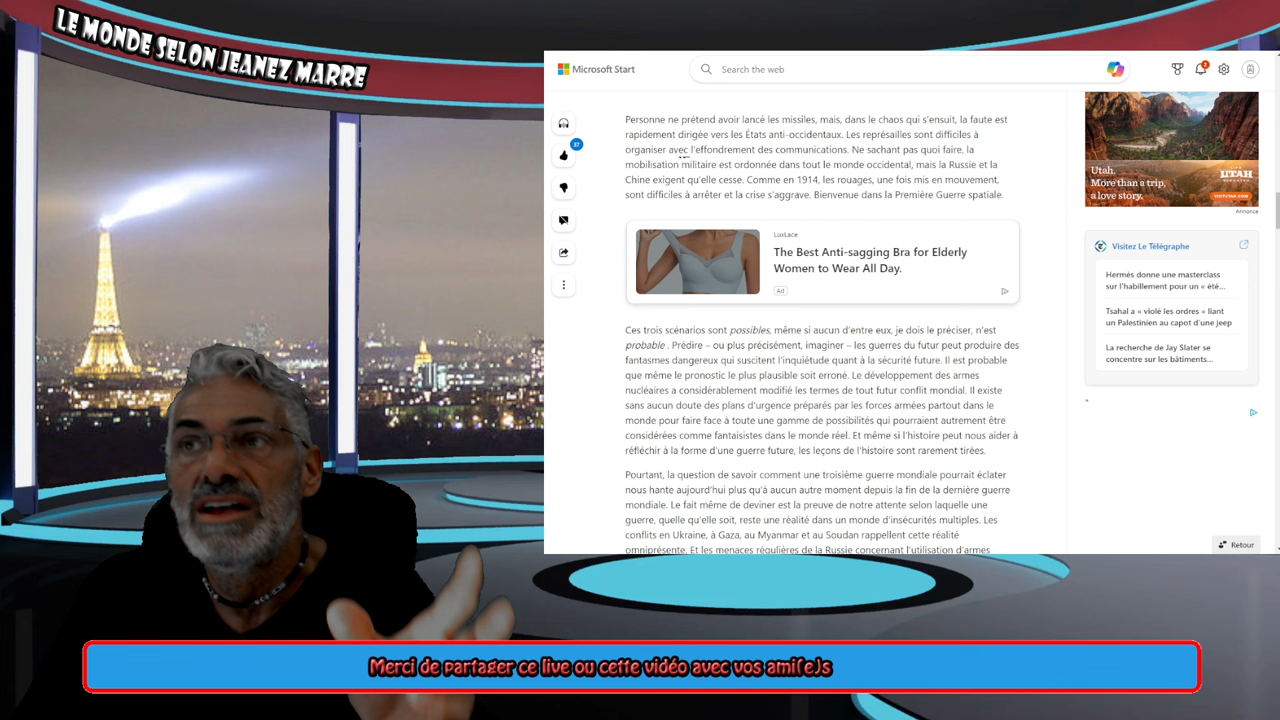 LE MONDE SELON JEANEZ MARRE
Microsoft Start
Search the web
2
37
Personne ne prétend avoir lancé les missiles, mais, dans le chaos qui s'ensuit, la faute est
rapidement dirigée vers les États anti-occidentaux. Les représailles sont difficiles à
organiser avec l'effondrement des communications. Ne sachant pas quoi faire, la
mobilisation militaire est ordonnée dans tout le monde occidental, mais la Russie et la
Chine exigent qu'elle cesse. Comme en 1914, les rouages, une fois mis en mouvement,
sont difficiles à arrêter et la crise s'aggrave. Bienvenue dans la Première Guerre spatiale.
LuxLace
The Best Anti-sagging Bra for Elderly
Women to Wear All Day.
Ad
Ces trois scénarios sont possibles, même si aucun d'entre eux, je dois le préciser, n'est
probable . Prédire – ou plus précisément, imaginer – les guerres du futur peut produire des
fantasmes dangereux qui suscitent l'inquiétude quant à la sécurité future. Il est probable
que même le pronostic le plus plausible soit erroné. Le développement des armes
nucléaires a considérablement modifié les termes de tout futur conflit mondial. Il existe
sans aucun doute des plans d'urgence préparés par les forces armées partout dans le
monde pour faire face à toute une gamme de possibilités qui pourraient autrement être
considérées comme fantaisistes dans le monde réel. Et même si l'histoire peut nous aider à
réfléchir à la forme d'une guerre future, les leçons de l'histoire sont rarement tirées.
Pourtant, la question de savoir comment une troisième guerre mondiale pourrait éclater
nous hante aujourd'hui plus qu'à aucun autre moment depuis la fin de la dernière guerre
mondiale. Le fait même de deviner est la preuve de notre attente selon laquelle une
guerre, quelle qu'elle soit, reste une réalité dans un monde d'insécurités multiples. Les
conflits en Ukraine, à Gaza, au Myanmar et au Soudan rappellent cette réalité
omniprésente. Et les menaces régulières de la Russie concernant l'utilisation d'armes
Utah.
More than a trip,
a love story.
UTAH
Annonce
Visitez Le Télégraphe
Hermès donne une masterclass
sur l'habillement pour un « été...
Tsahal a « violé les ordres » liant
un Palestinien au capot d'une jeep
La recherche de Jay Slater se
concentre sur les bâtiments...
Retour
Merci de partager ce live ou cette vidéo avec vos ami(e)s